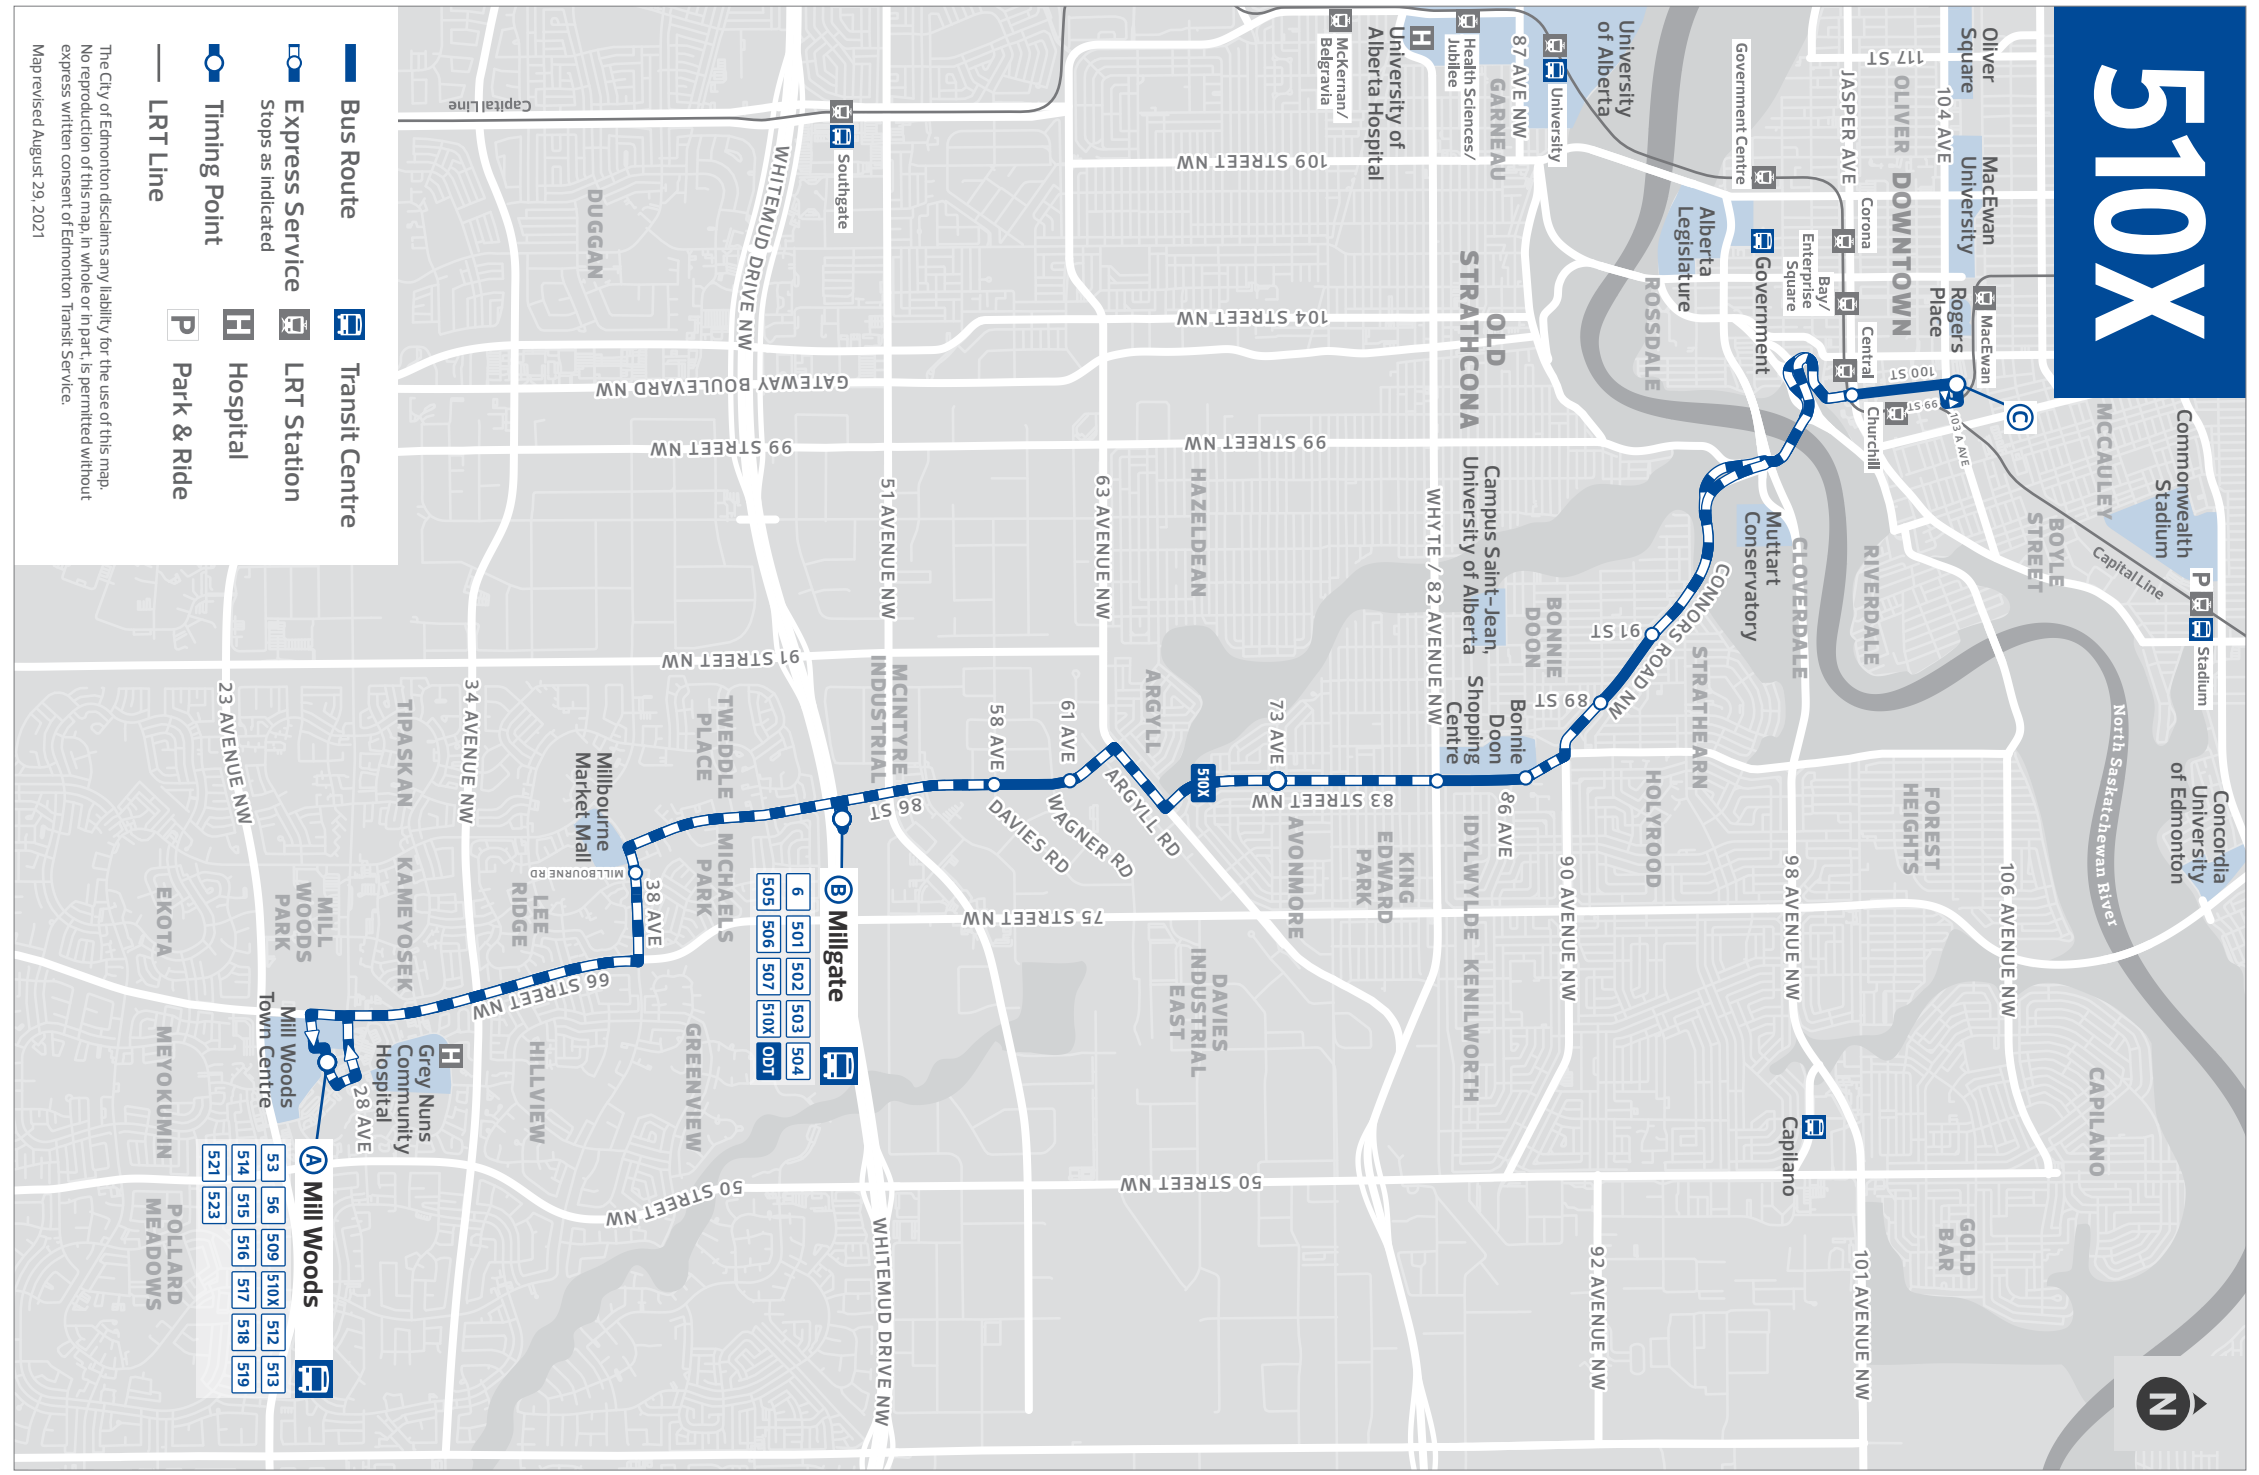 510X
Bus Route
Express Service
Stops as indicated
Timing Point
LRT Line
Transit Centre
LRT Station
H
Hospital
P
Park & Ride
The City of Edmonton disclaims any liability for the use of this map.
No reproduction of this map, in whole or in part, is permitted without
express written consent of Edmonton Transit Service.
Map revised August 29, 2021
N
Oliver
Square
117 ST
104 AVE
JASPER AVE
OLIVER
DOWNTOWN
MacEwan
University
Rogers
Place
MacEwan
Corona
Bay/
Enterprise
Square
Central
Churchill
100 ST
99 ST
103 A AVE
C
Government Centre
Government
Alberta
Legislature
ROSSDALE
University
of Alberta
University
87 AVE NW
GARNEAU
Health Sciences/
Jubilee
H
University of
Alberta Hospital
McKernan/
Belgravia
109 STREET NW
104 STREET NW
OLD
STRATHCONA
99 STREET NW
Commonwealth
Stadium
MCCAULEY
BOYLE
STREET
Capital Line
P
Stadium
RIVERDALE
CLOVERDALE
Muttart
Conservatory
CONNORS ROAD NW
91 ST
89 ST
STRATHEARN
BONNIE
DOON
Campus Saint-Jean,
University of Alberta
Bonnie
Doon
Shopping
Centre
WHYTE / 82 AVENUE NW
HAZELDEAN
63 AVENUE NW
51 AVENUE NW
North Saskatchewan River
Concordia
University
of Edmonton
FOREST
HEIGHTS
HOLYROOD
106 AVENUE NW
98 AVENUE NW
90 AVENUE NW
86 AVE
IDYLWYLDE
KING
EDWARD
PARK
83 STREET NW
73 AVE
510X
AVONMORE
ARGYLL
ARGYLL RD
61 AVE
WAGNER RD
58 AVE
DAVIES RD
MCINTYRE
INDUSTRIAL
86 ST
75 STREET NW
KENILWORTH
DAVIES
INDUSTRIAL
EAST
CAPILANO
Capilano
GOLD
BAR
50 STREET NW
101 AVENUE NW
92 AVENUE NW
WHITEMUD DRIVE NW
Capital Line
Southgate
WHITEMUD DRIVE NW
DUGGAN
GATEWAY BOULEVARD NW
99 STREET NW
91 STREET NW
34 AVENUE NW
23 AVENUE NW
TIPASKAN
TWEDDLE
PLACE
Millbourne
Market Mall
MILLBOURNE RD
38 AVE
MICHAELS
PARK
LEE
RIDGE
KAMEYOSEK
MILL
WOODS
PARK
EKOTA
66 STREET NW
B Millgate
6 501 502 503 504
505 506 507 510X ODT
GREENVIEW
HILLVIEW
H
Grey Nuns
Community
Hospital
28 AVE
Mill Woods
Town Centre
MEYOKUMIN
POLLARD
MEADOWS
50 STREET NW
A Mill Woods
53 56 509 510X 512 513
514 515 516 517 518 519
521 523